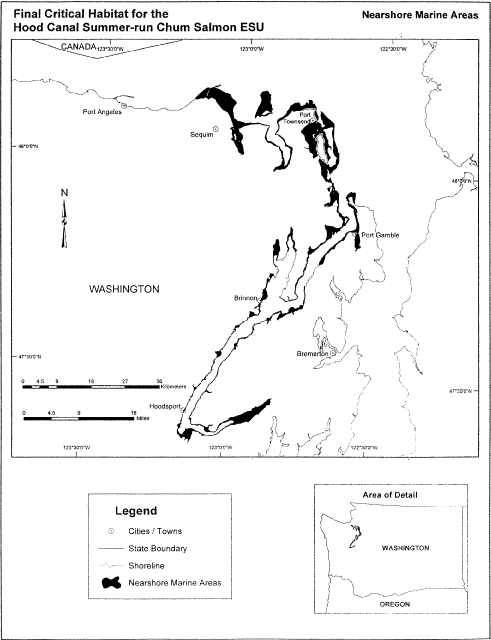 Final Critical Habitat for the
Hood Canal Summer-run Chum Salmon ESU
Nearshore Marine Areas
CANADA
123°30'0"W
123°0'0"W
122°30'0"W
Port Angeles
Port
Townsend
Sequim
48°0'0"N
48°0'0"N
N
Port Gamble
WASHINGTON
Brinnon
Bremerton
47°30'0"N
47°30'0"N
0 4.5 9 18 27 36
Kilometers
Hoodsport
0 4.5 9 18
Miles
123°30'0"W
123°0'0"W
122°30'0"W
Legend
Cities / Towns
State Boundary
Shoreline
Nearshore Marine Areas
Area of Detail
WASHINGTON
OREGON